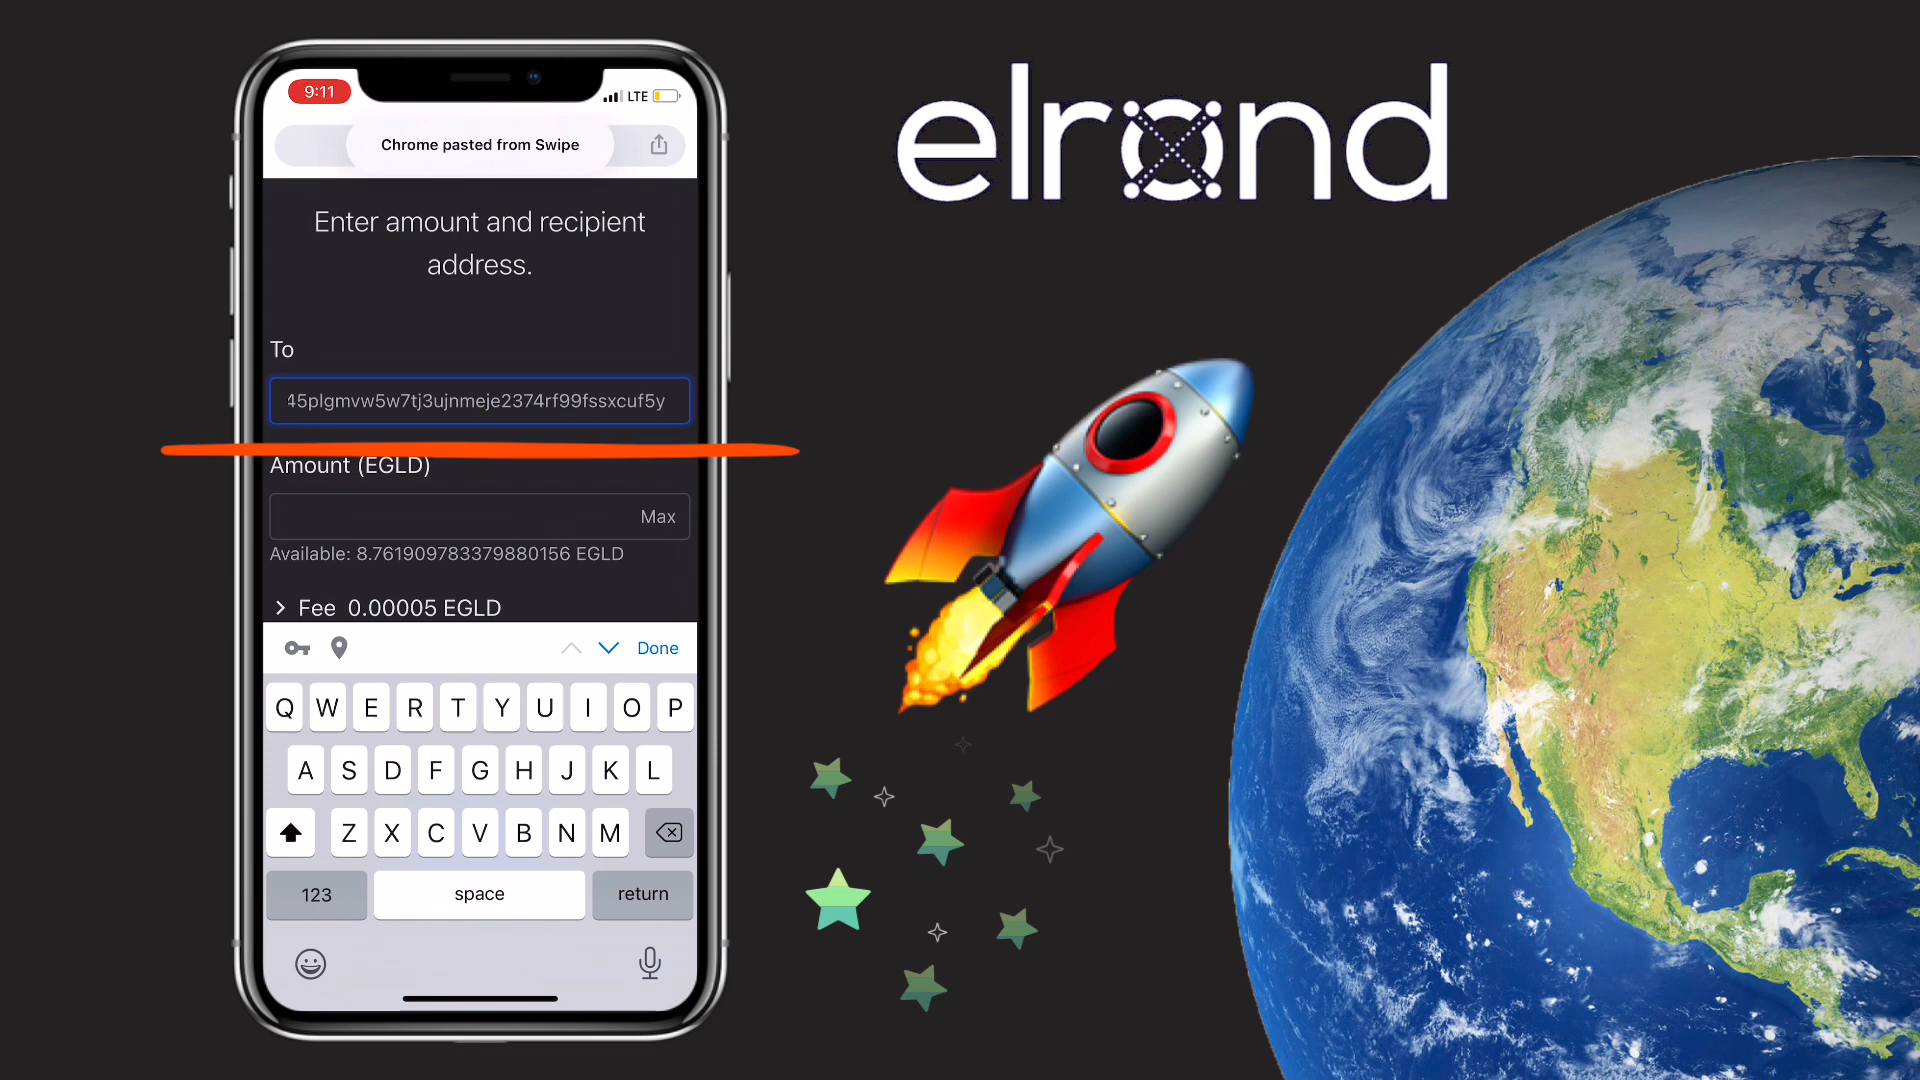 9:11
LTE
Chrome pasted from Swipe
elrond
Enter amount and recipient
address.
To
45plgmvw5w7tj3ujnmeje2374rf99fssxcuf5y
Amount (EGLD)
Max
Available: 8.761909783379880156 EGLD
Fee 0.00005 EGLD
Done
Q W E R T Y U I O P
A S D F G H J K L
Z X C V B N M
123 space return